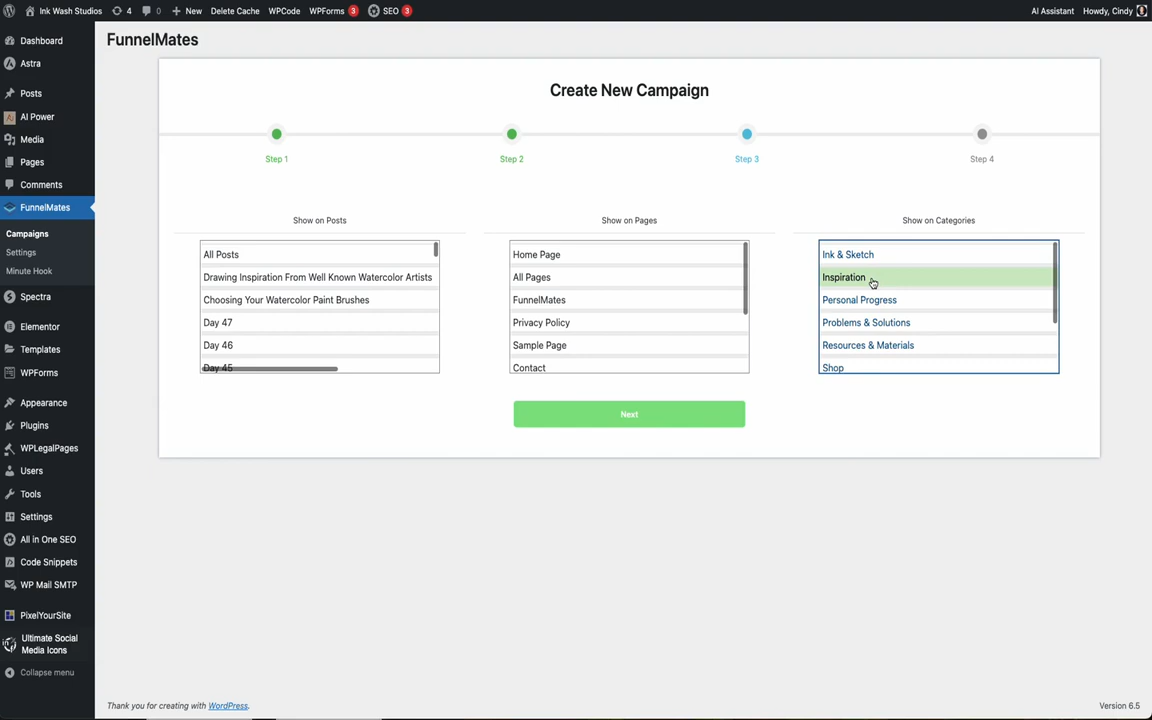 Ink Wash Studios
4
0
New
Delete Cache
WPCode
WPForms 3
SEO 3
AI Assistant
Howdy, Cindy
Dashboard
Astra
Posts
AI Power
Media
Pages
Comments
FunnelMates
Campaigns
Settings
Minute Hook
Spectra
Elementor
Templates
WPForms
Appearance
Plugins
WPLegalPages
Users
Tools
Settings
All in One SEO
Code Snippets
WP Mail SMTP
PixelYourSite
Ultimate Social
Media Icons
Collapse menu
FunnelMates
Create New Campaign
Step 1
Step 2
Step 3
Step 4
Show on Posts
All Posts
Drawing Inspiration From Well Known Watercolor Artists
Choosing Your Watercolor Paint Brushes
Day 47
Day 46
Day 45
Show on Pages
Home Page
All Pages
FunnelMates
Privacy Policy
Sample Page
Contact
Show on Categories
Ink & Sketch
Inspiration
Personal Progress
Problems & Solutions
Resources & Materials
Shop
Next
Thank you for creating with WordPress.
Version 6.5